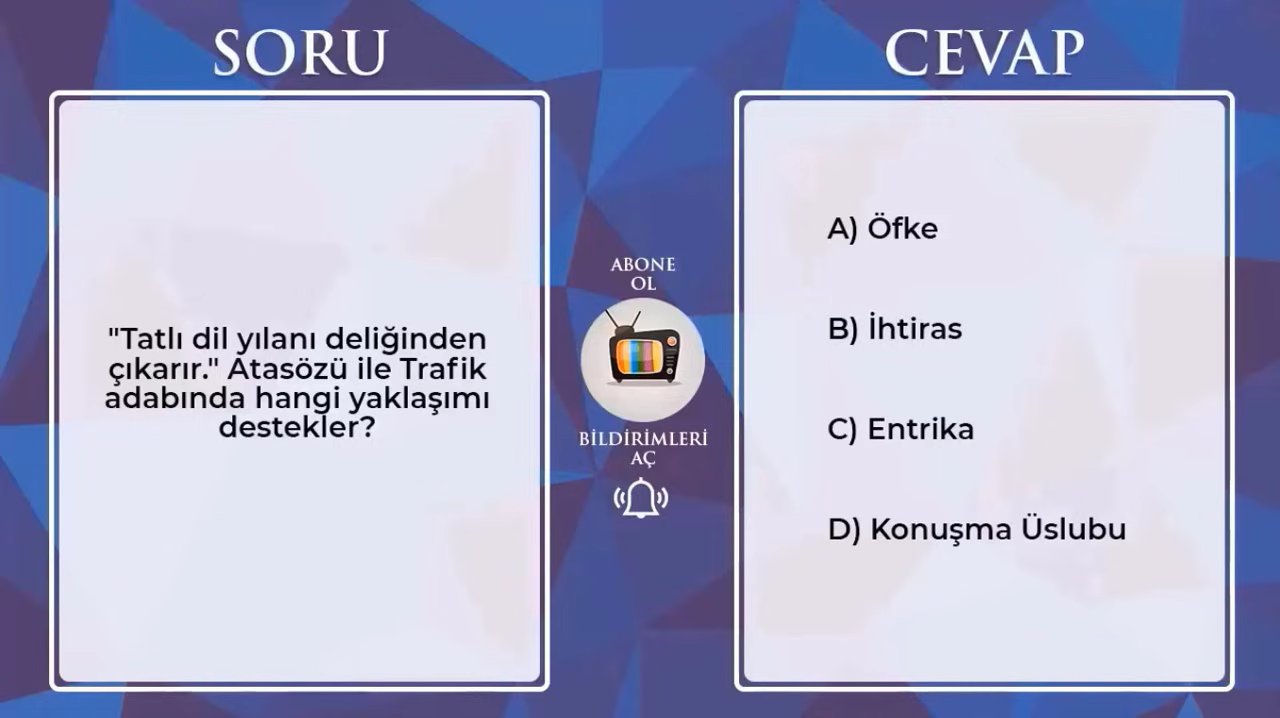 SORU
"Tatlı dil yılanı deliğinden
çıkarır." Atasözü ile Trafik
adabında hangi yaklaşımı
destekler?
ABONE
OL
BİLDİRİMLERİ
AÇ
CEVAP
A) Öfke
B) İhtiras
C) Entrika
D) Konuşma Üslubu